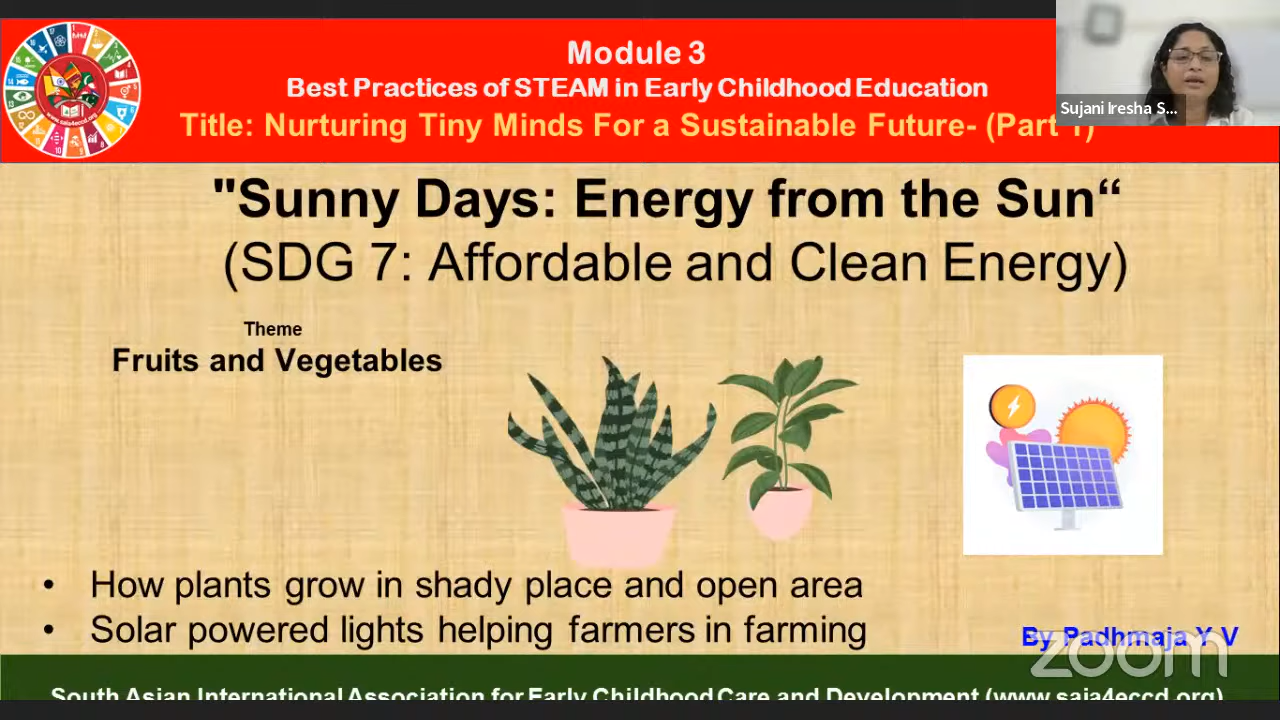 Module 3
Best Practices of STEAM in Early Childhood Education
Title: Nurturing Tiny Minds For a Sustainable Future- (Part 1)
Sujani Iresha S...
"Sunny Days: Energy from the Sun“
(SDG 7: Affordable and Clean Energy)
Theme
Fruits and Vegetables
• How plants grow in shady place and open area
• Solar powered lights helping farmers in farming
By Padhmaja Y V
zoom
South Asian International Association for Early Childhood Care and Development (www.saia4eccd.org)